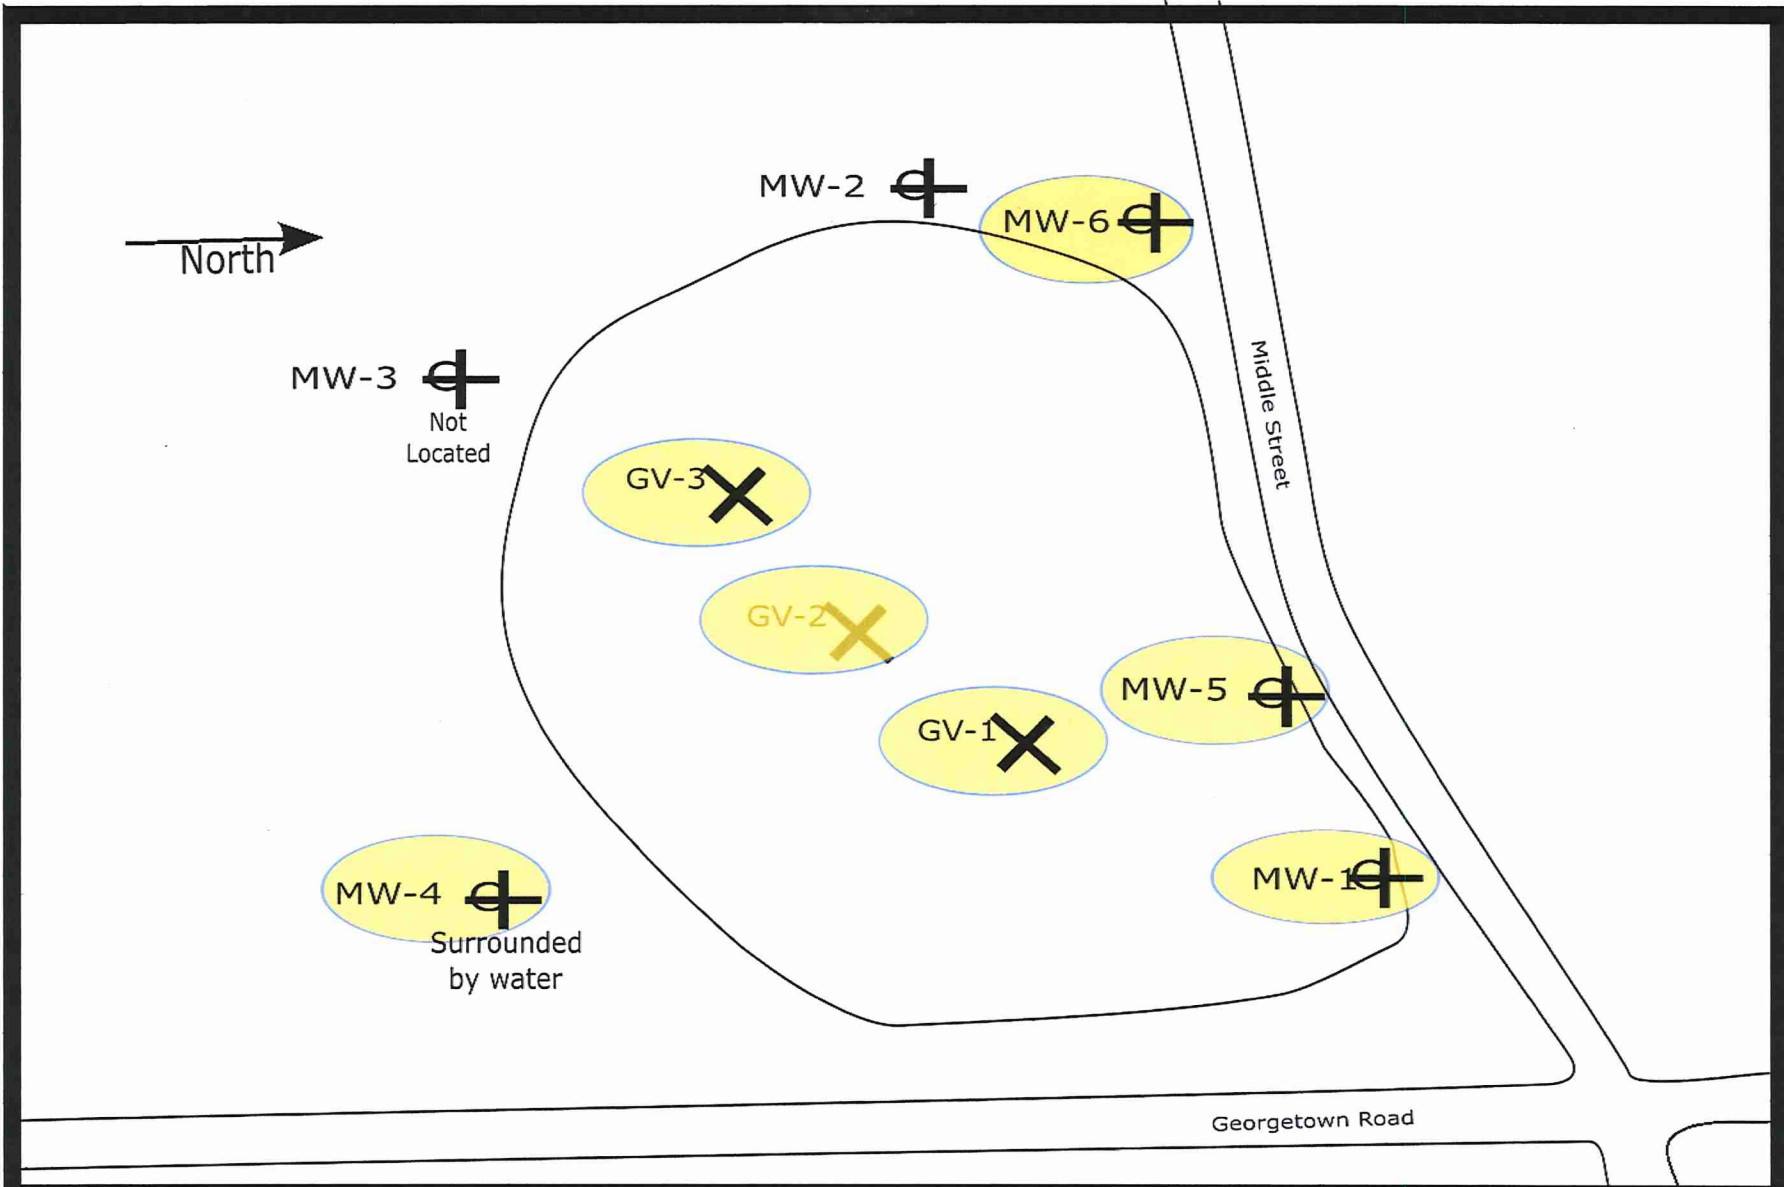 MW-2
MW-6
North
MW-3
Not
Located
Middle Street
GV-3
GV-2
MW-5
GV-1
MW-1
MW-4
Surrounded
by water
Georgetown Road